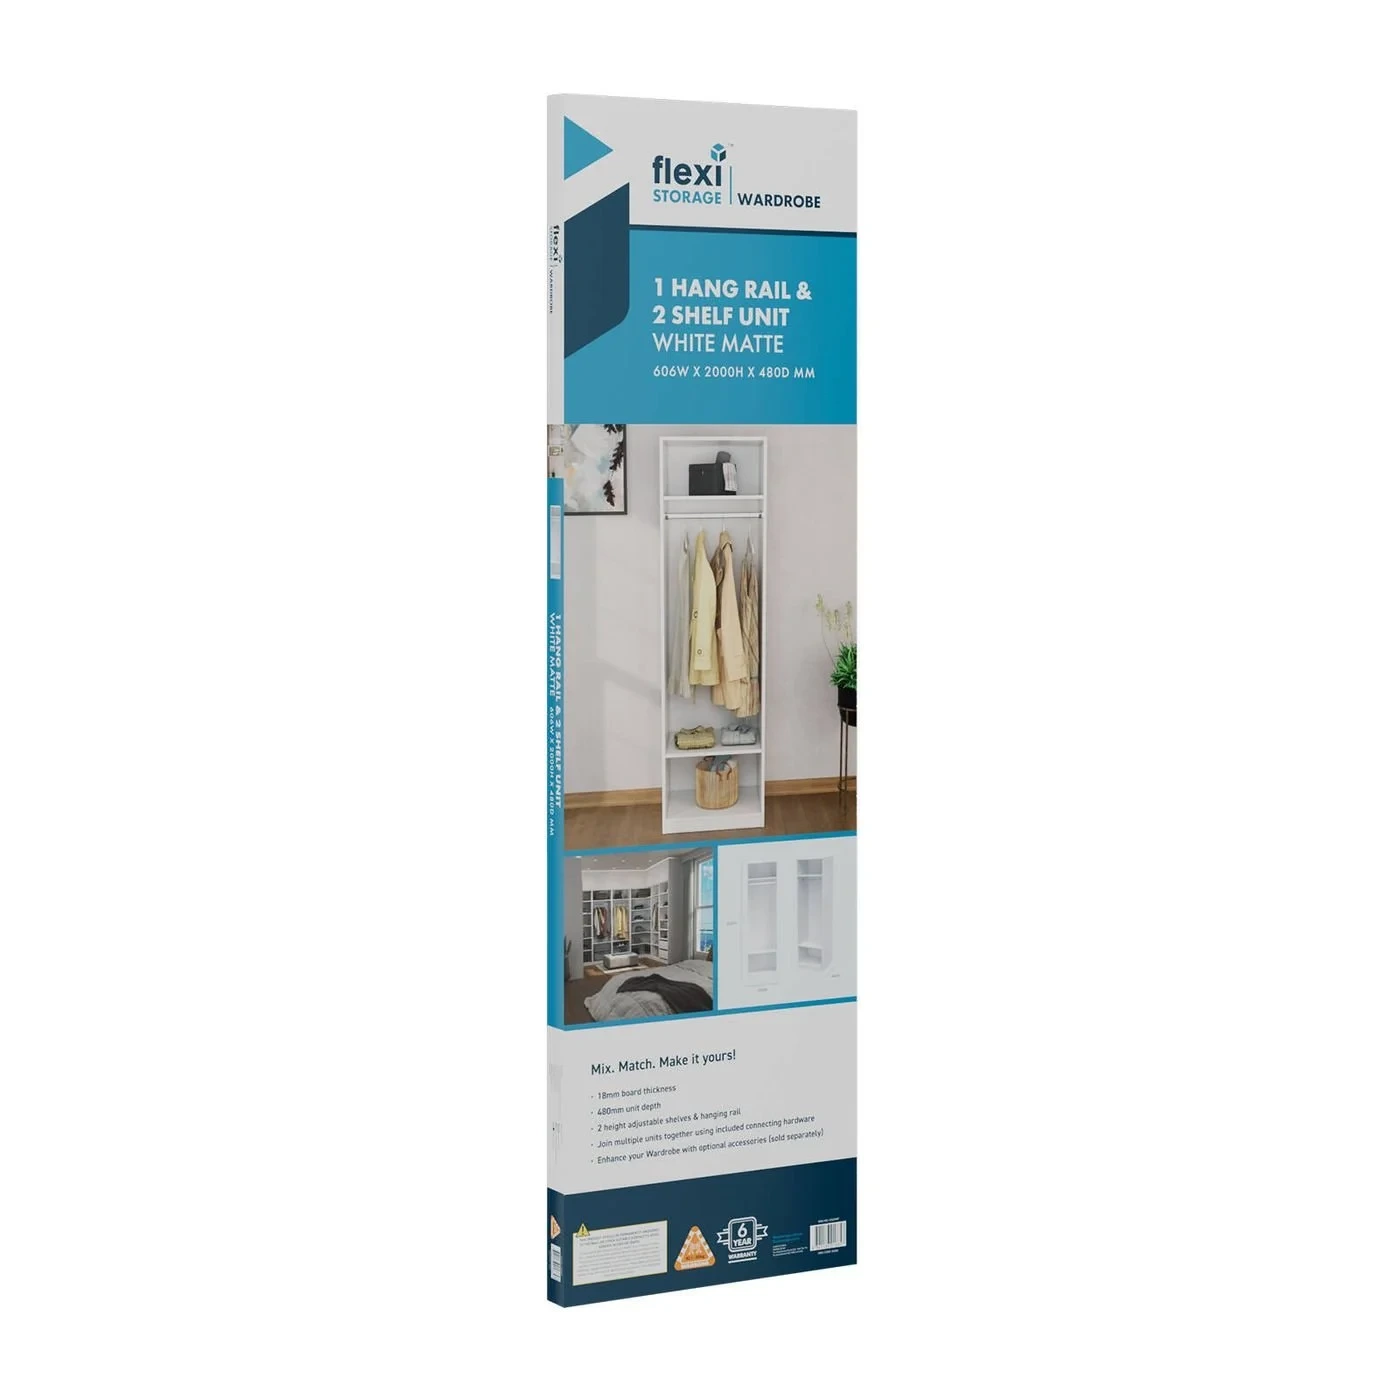 flexi
STORAGE
WARDROBE
1 HANG RAIL &
2 SHELF UNIT
WHITE MATTE
606W X 2000H X 480D MM
flexi
STORAGE
WARDROBE
1 HANG RAIL & 2 SHELF UNIT
WHITE MATTE 606W X 2000H X 480D MM
Mix. Match. Make it yours!
· 18mm board thickness
· 480mm unit depth
· 2 height adjustable shelves & hanging rail
· Join multiple units together using included connecting hardware
· Enhance your Wardrobe with optional accessories (sold separately)
6
YEAR
WARRANTY